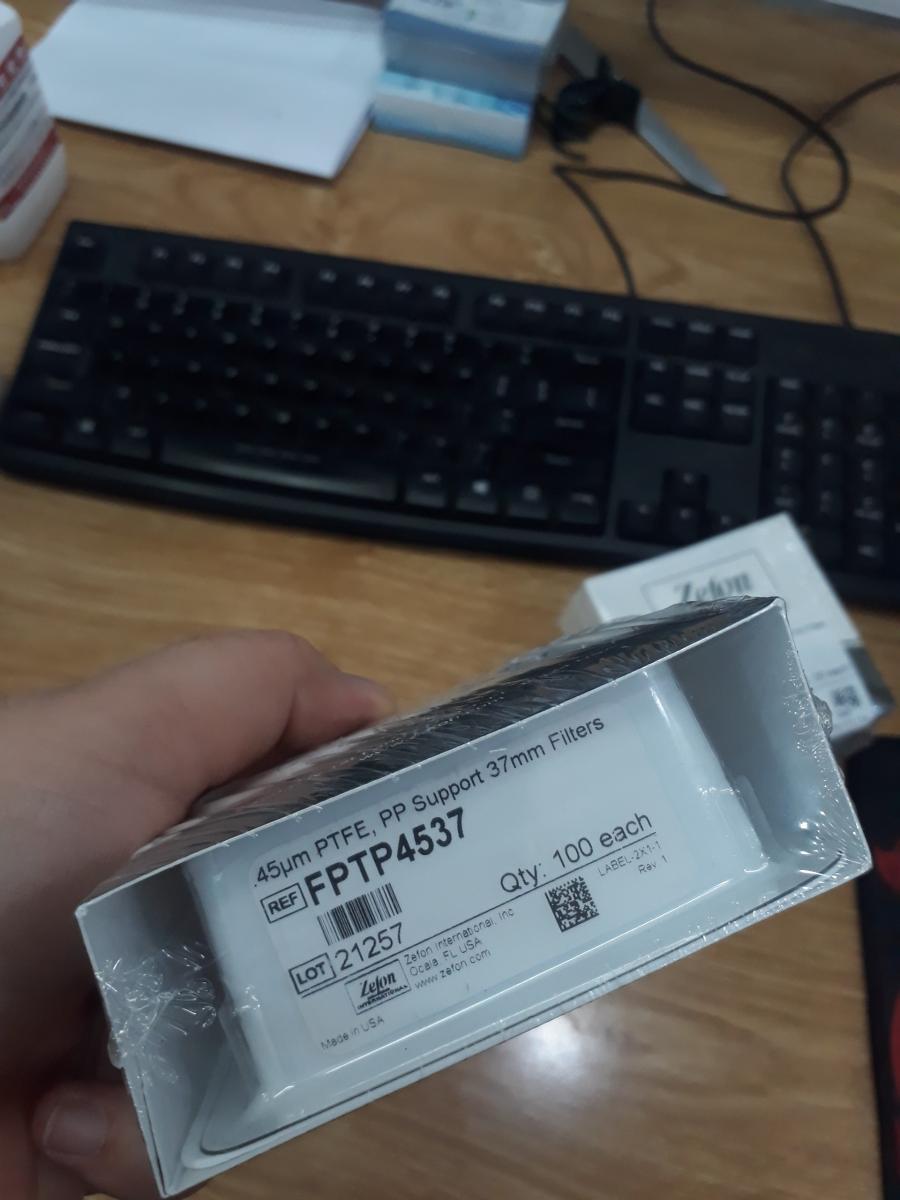 Zefon
.45µm PTFE, PP Support 37mm Filters
REF FPTP4537
Qty: 100 each
LABEL-2X1-1
Rev 1
LOT 21257
Zefon
INTERNATIONAL
Zefon International, Inc
Ocala, FL USA
www.zefon.com
Made in USA